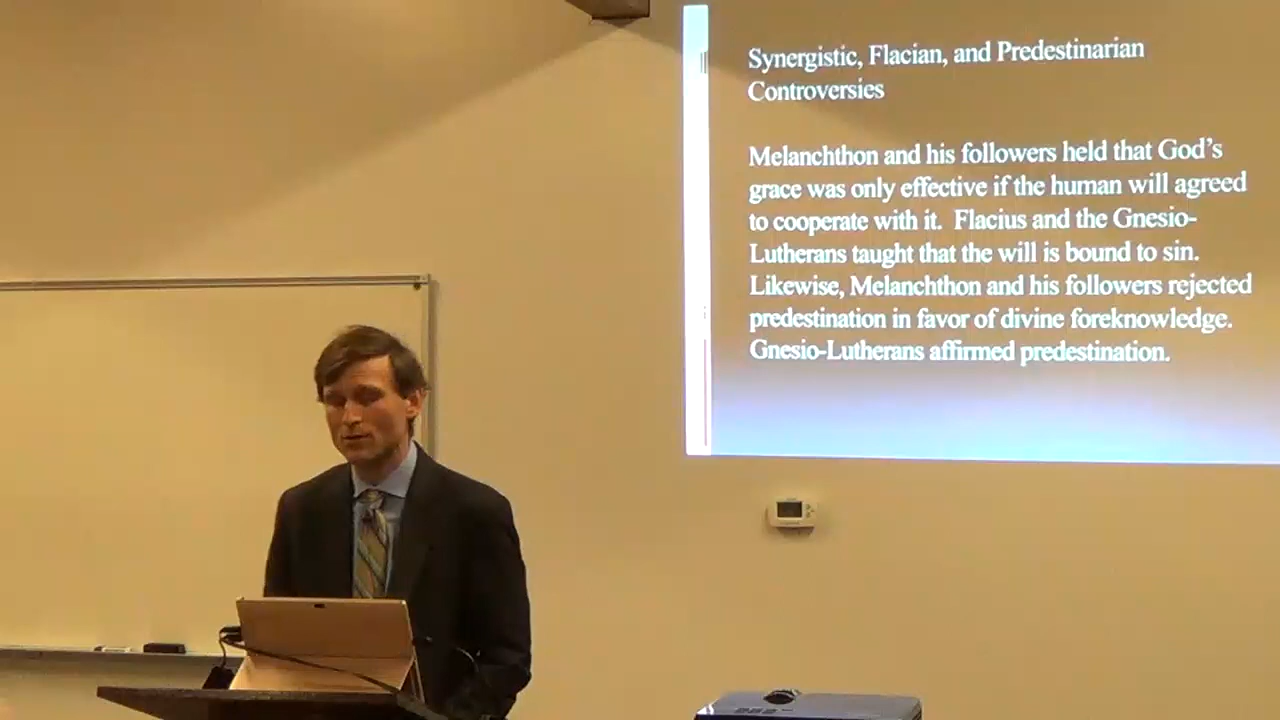 Synergistic, Flacian, and Predestinarian
Controversies
Melanchthon and his followers held that God's
grace was only effective if the human will agreed
to cooperate with it.  Flacius and the Gnesio-
Lutherans taught that the will is bound to sin.
Likewise, Melanchthon and his followers rejected
predestination in favor of divine foreknowledge.
Gnesio-Lutherans affirmed predestination.